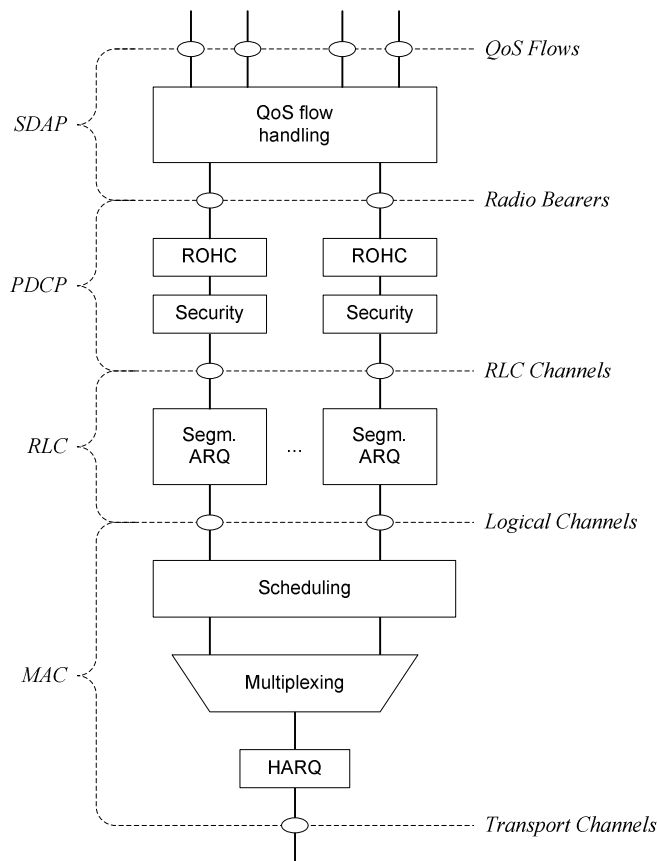 QoS Flows
SDAP
QoS flow
handling
Radio Bearers
PDCP
ROHC
ROHC
Security
Security
RLC Channels
RLC
Segm.
ARQ
...
Segm.
ARQ
Logical Channels
Scheduling
MAC
Multiplexing
HARQ
Transport Channels